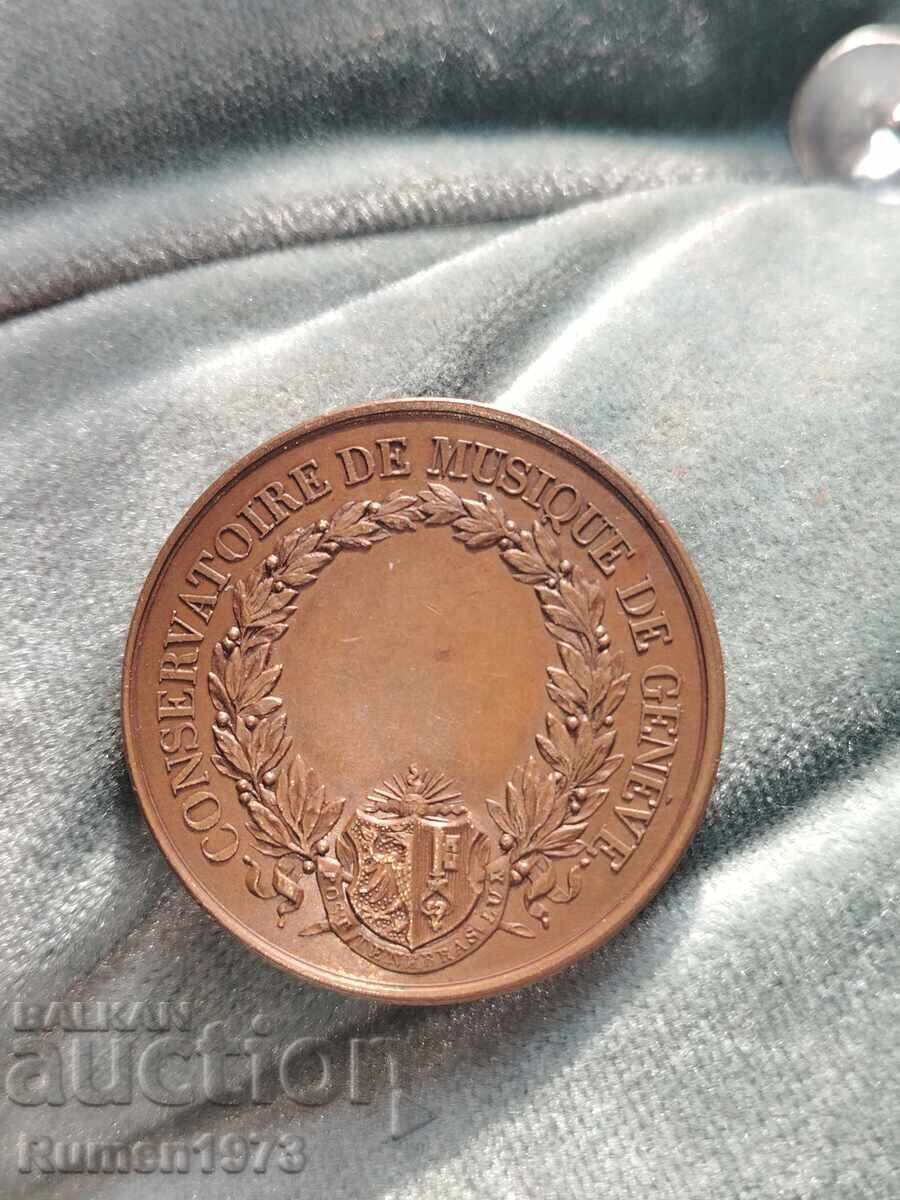 CONSERVATOIRE DE MUSIQUE DE GENÈVE.
POST TENEBRAS LUX
BALKAN
auction
Rumen1973